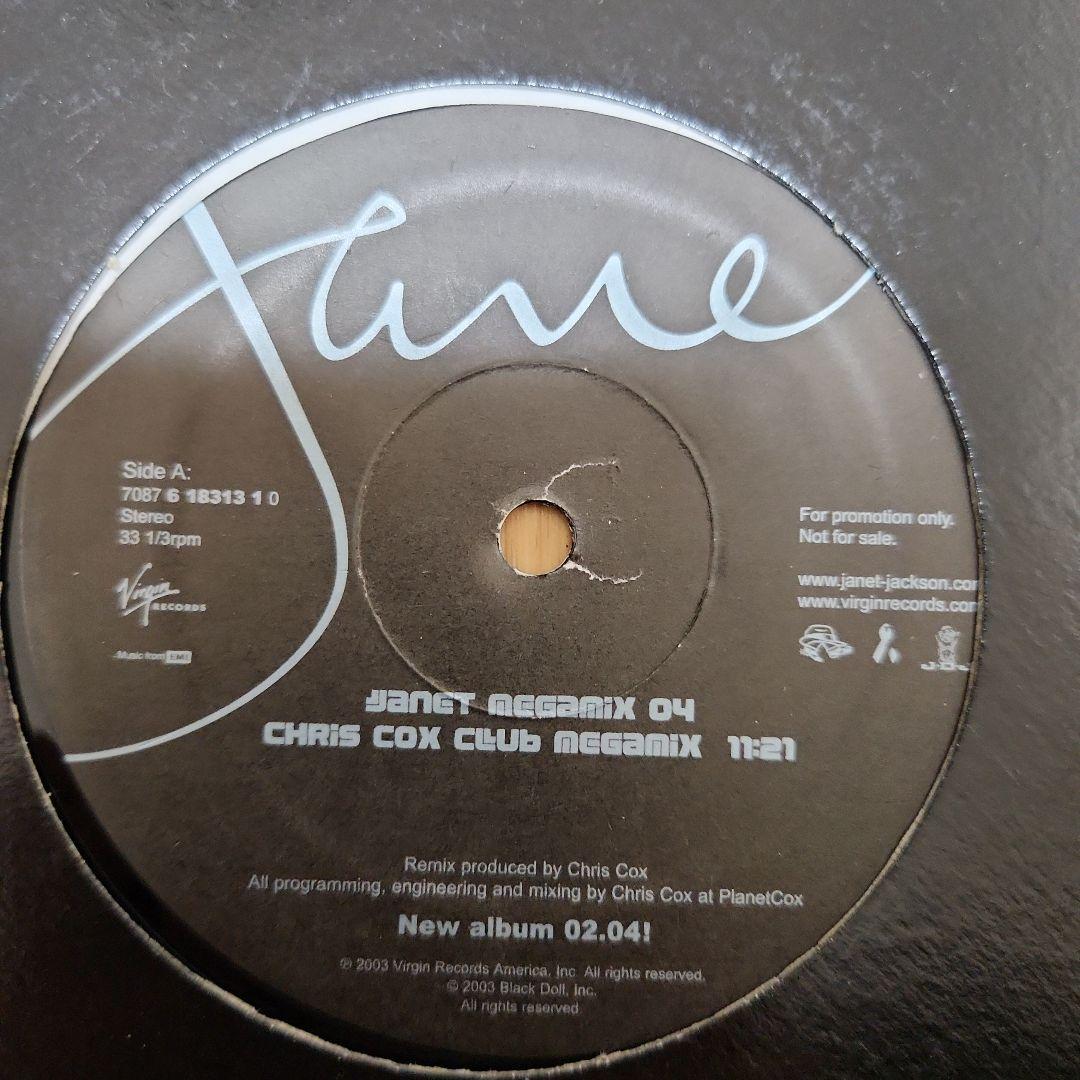 Janet
Side A:
7087 6 18313 1 0
Stereo
33 1/3rpm
Virgin
RECORDS
Music from EMI
For promotion only.
Not for sale.
www.janet-jackson.com
www.virginrecords.com
JANET MEGAMIX 04
CHRIS COX CLUB MEGAMIX 11:21
Remix produced by Chris Cox
All programming, engineering and mixing by Chris Cox at PlanetCox
New album 02.04!
℗ 2003 Virgin Records America, Inc. All rights reserved.
© 2003 Black Doll, Inc.
All rights reserved.